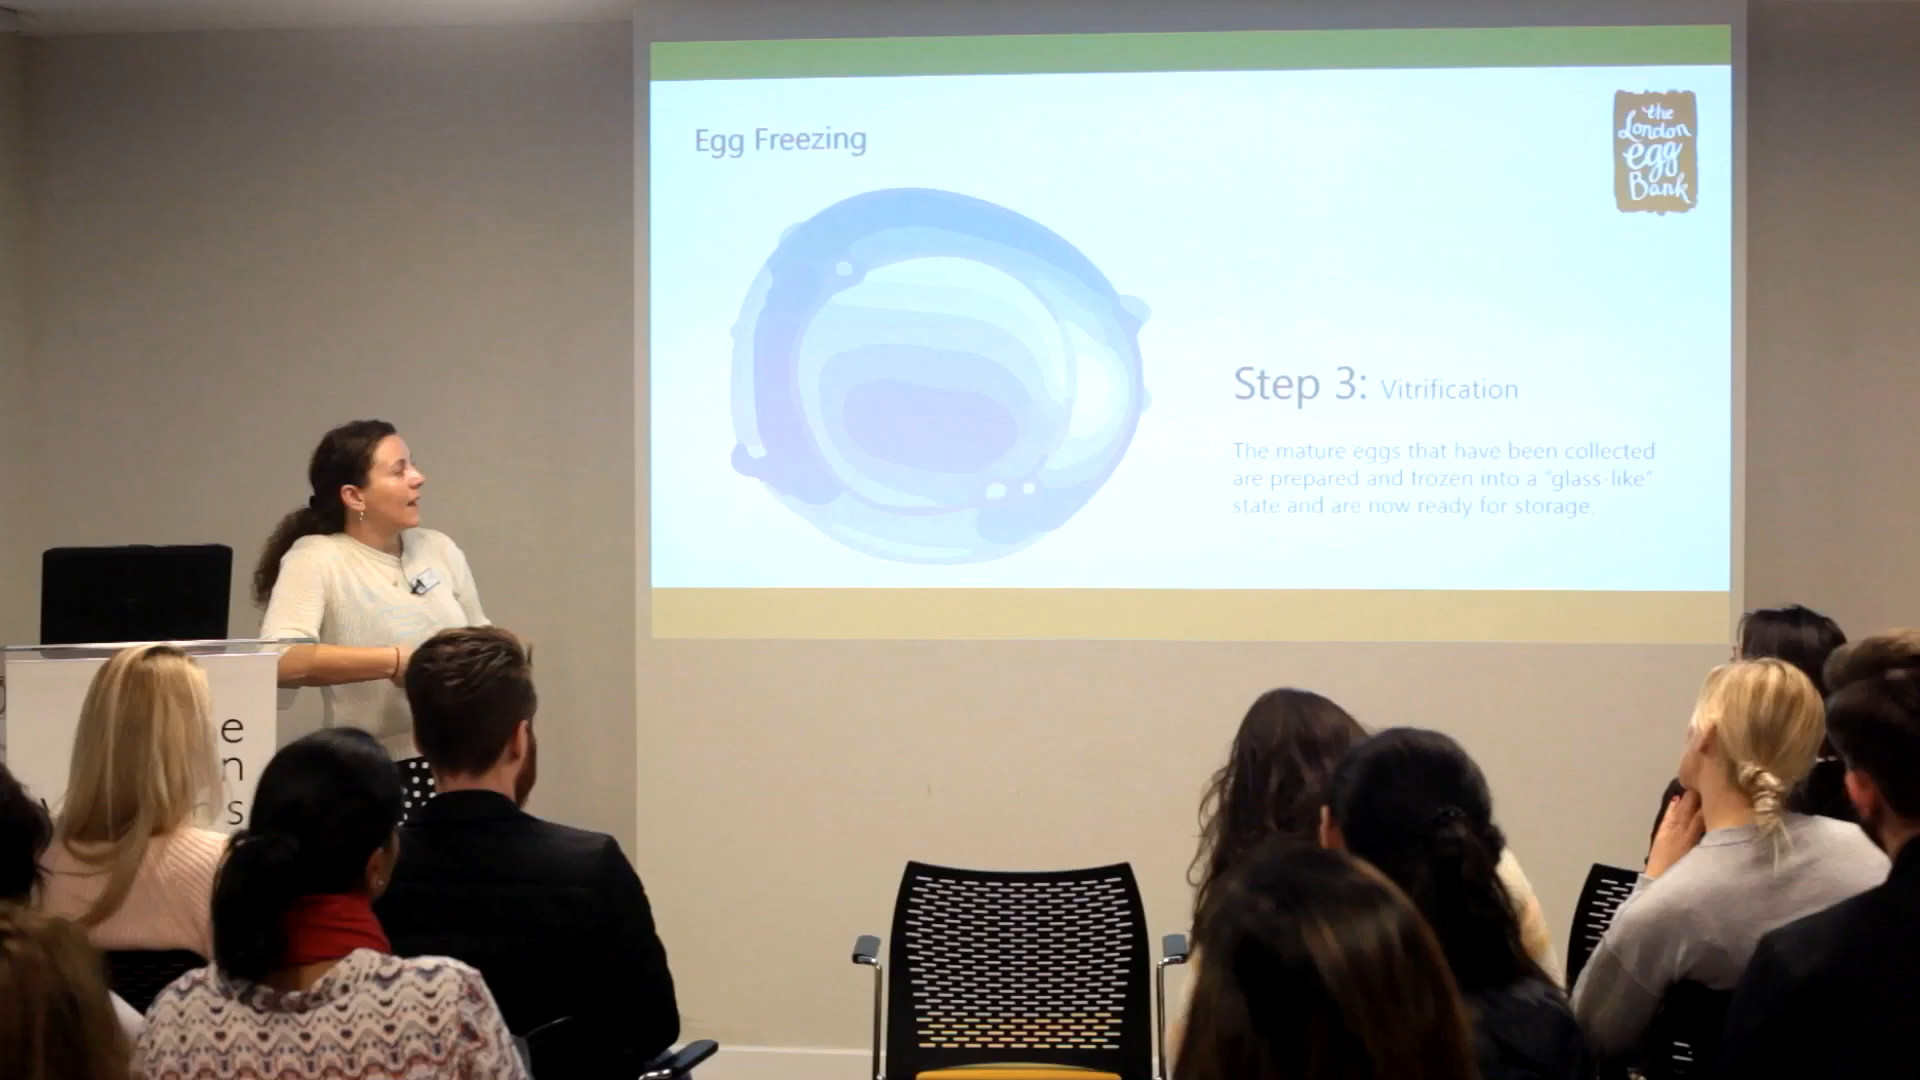 Egg Freezing
the
London
egg
Bank
Step 3: Vitrification
The mature eggs that have been collected
are prepared and frozen into a "glass-like"
state and are now ready for storage.
e
n
s